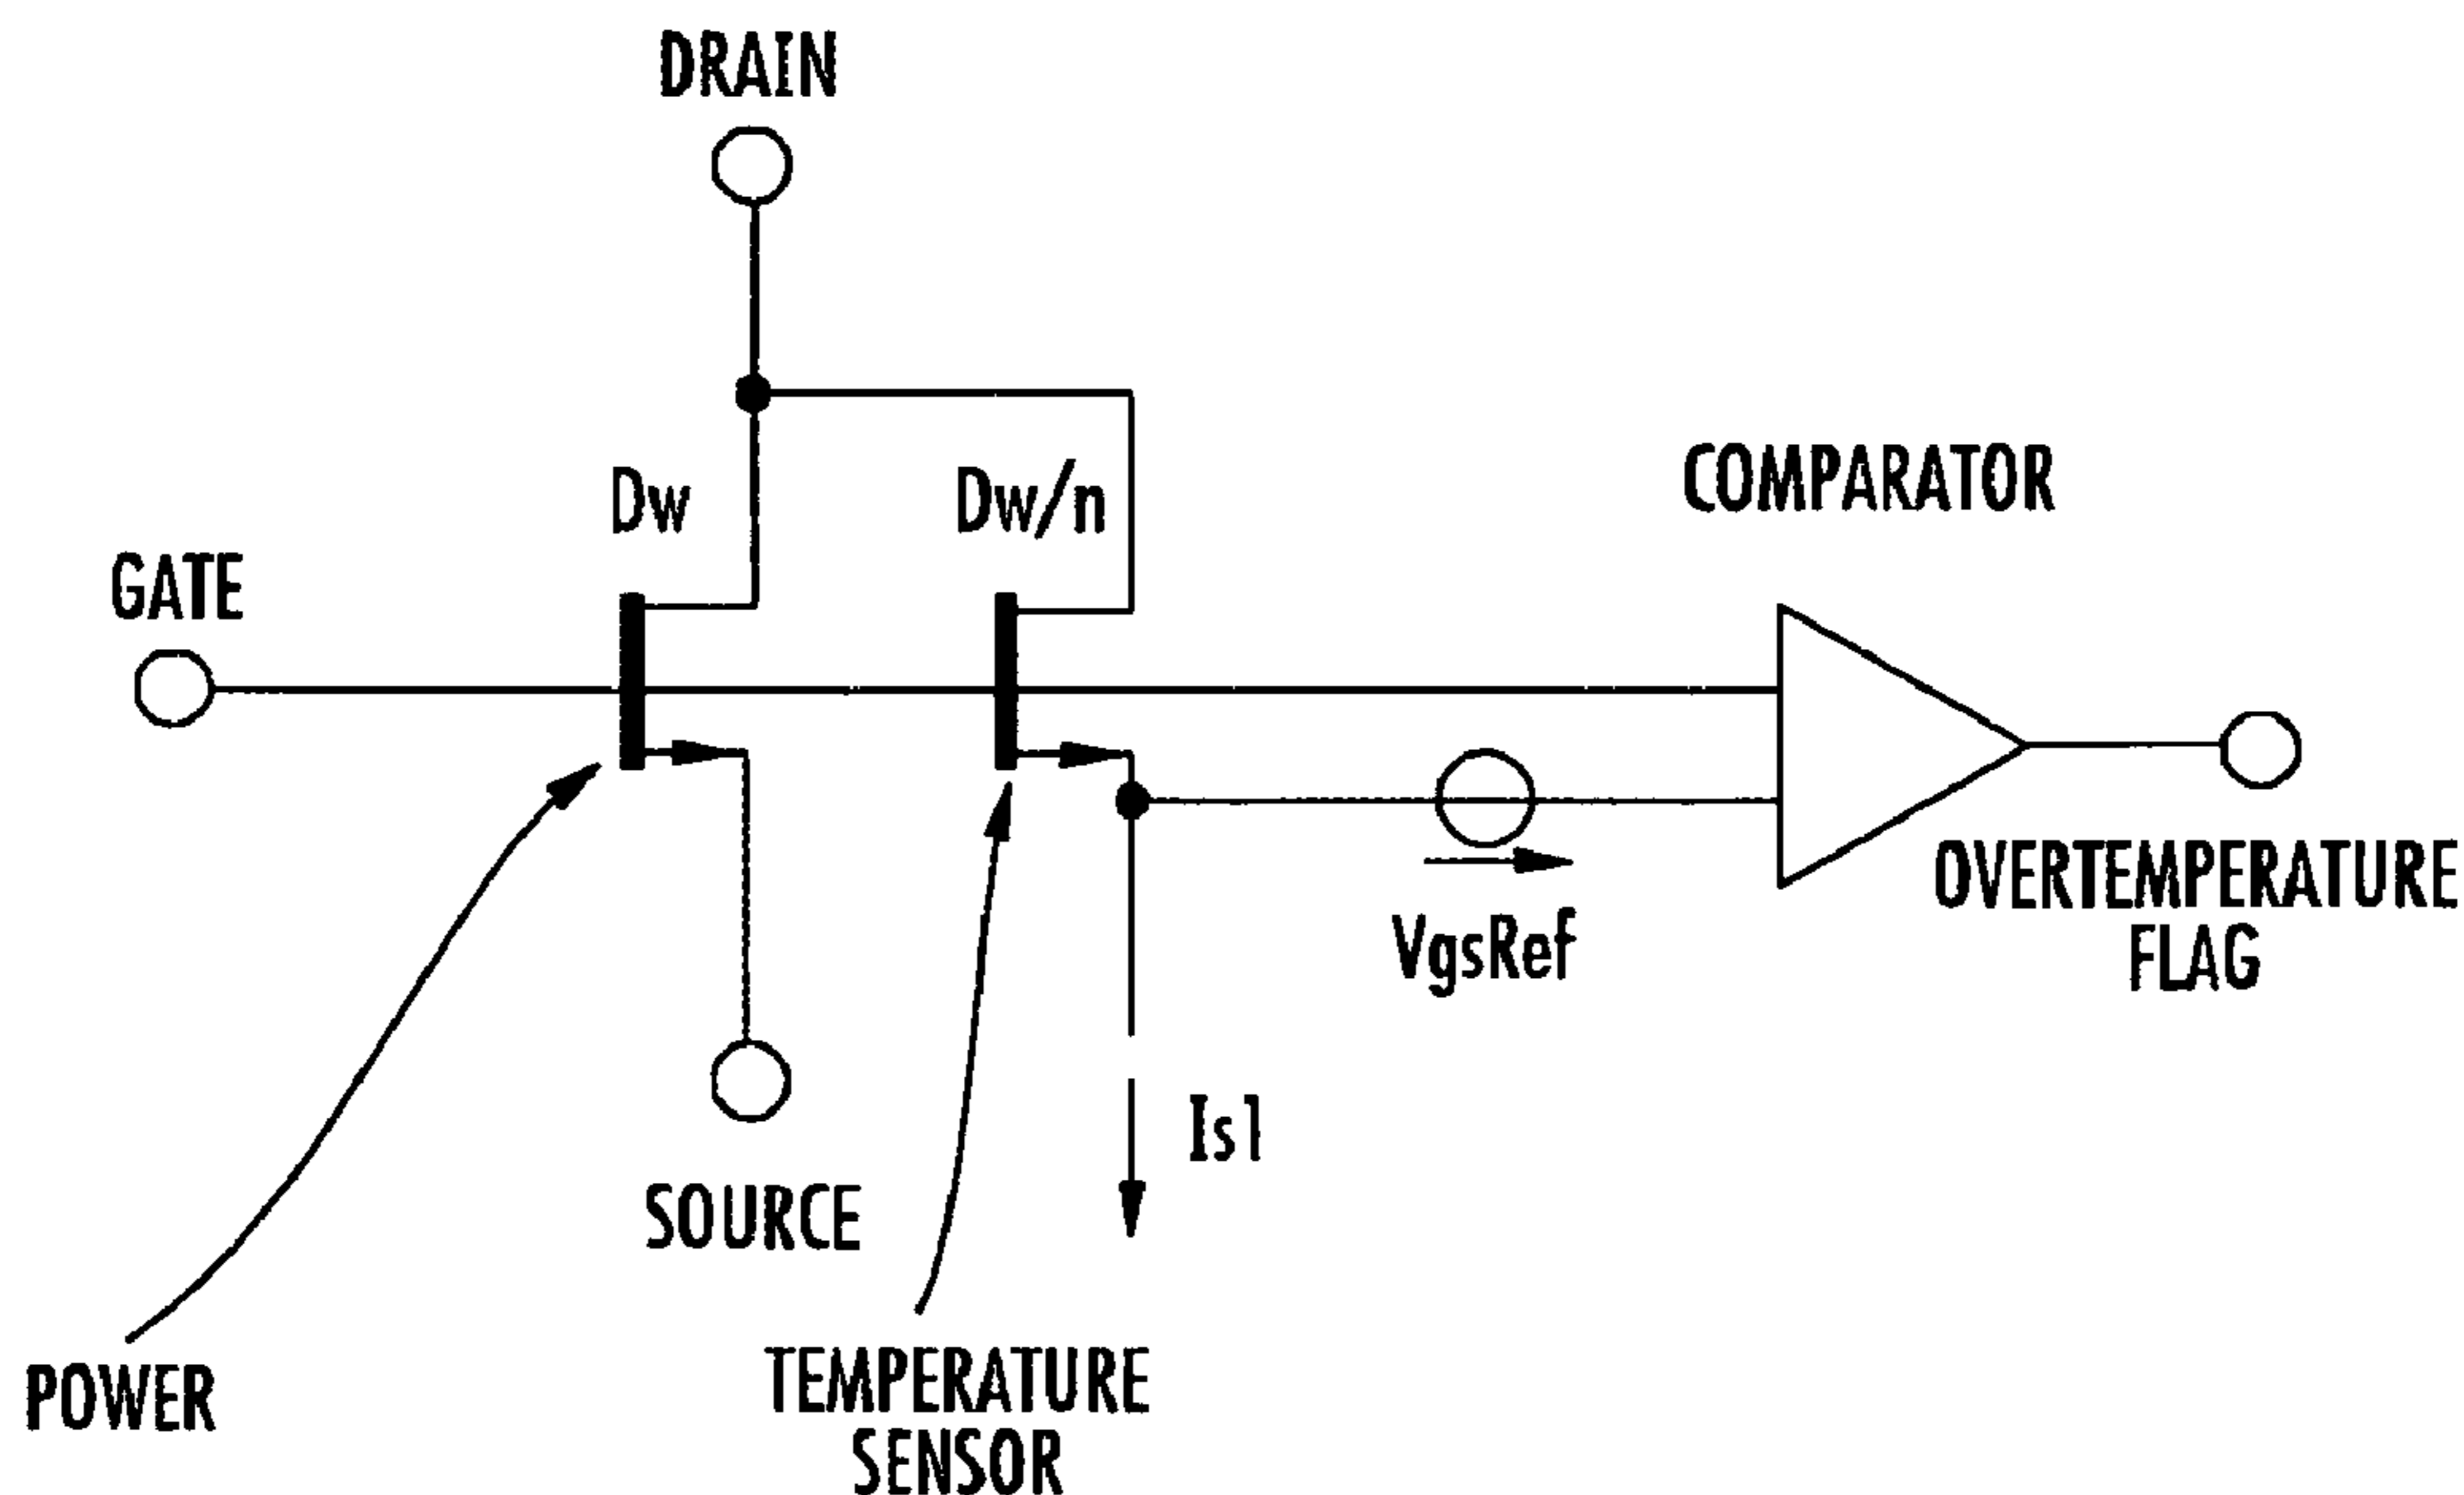 DRAIN
Dw
Dw/n
COMPARATOR
GATE
OVERTEMPERATURE
FLAG
VgsRef
Is1
SOURCE
TEMPERATURE
SENSOR
POWER